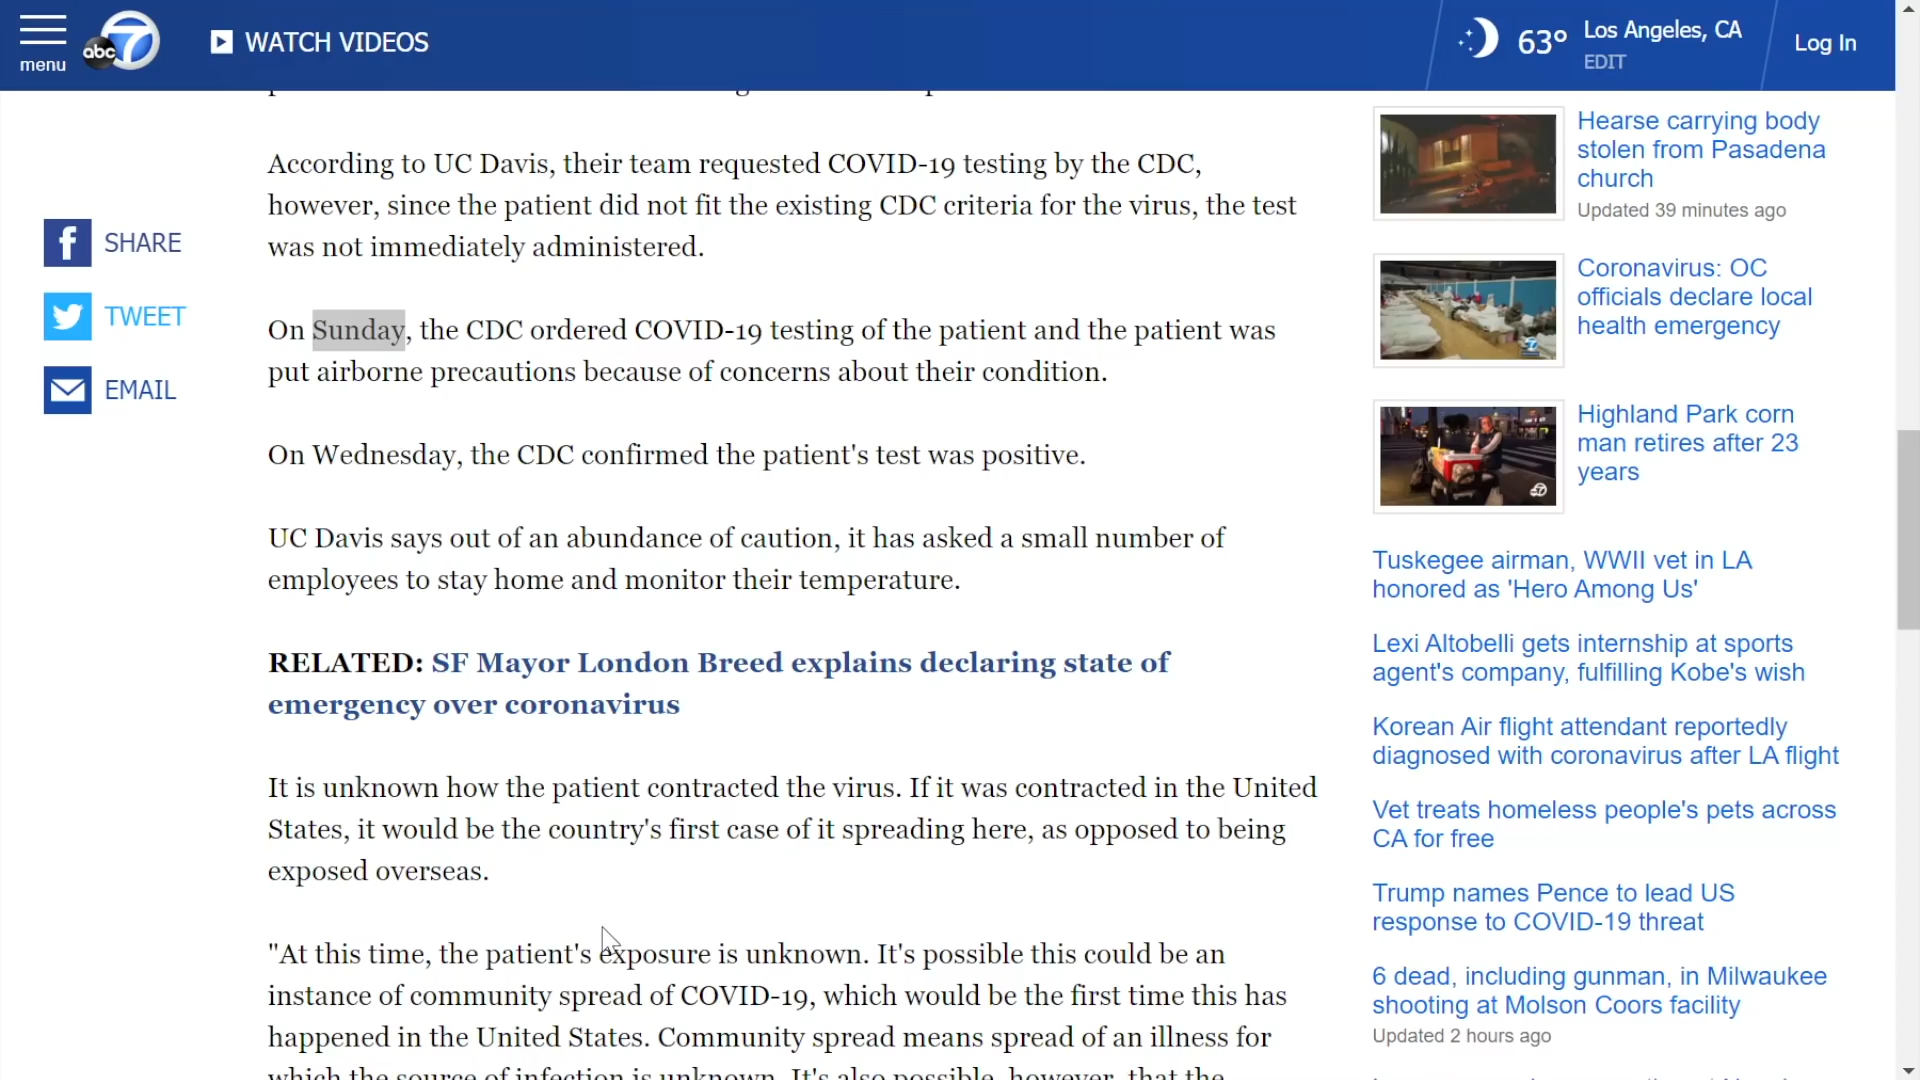 menu
abc 7
WATCH VIDEOS
63°
Los Angeles, CA
EDIT
Log In
SHARE
TWEET
EMAIL
According to UC Davis, their team requested COVID-19 testing by the CDC,
however, since the patient did not fit the existing CDC criteria for the virus, the test
was not immediately administered.
On Sunday, the CDC ordered COVID-19 testing of the patient and the patient was
put airborne precautions because of concerns about their condition.
On Wednesday, the CDC confirmed the patient's test was positive.
UC Davis says out of an abundance of caution, it has asked a small number of
employees to stay home and monitor their temperature.
RELATED: SF Mayor London Breed explains declaring state of
emergency over coronavirus
It is unknown how the patient contracted the virus. If it was contracted in the United
States, it would be the country's first case of it spreading here, as opposed to being
exposed overseas.
"At this time, the patient's exposure is unknown. It's possible this could be an
instance of community spread of COVID-19, which would be the first time this has
happened in the United States. Community spread means spread of an illness for
which the source of infection is unknown. It's also possible, however, that the
Hearse carrying body
stolen from Pasadena
church
Updated 39 minutes ago
Coronavirus: OC
officials declare local
health emergency
Highland Park corn
man retires after 23
years
Tuskegee airman, WWII vet in LA
honored as 'Hero Among Us'
Lexi Altobelli gets internship at sports
agent's company, fulfilling Kobe's wish
Korean Air flight attendant reportedly
diagnosed with coronavirus after LA flight
Vet treats homeless people's pets across
CA for free
Trump names Pence to lead US
response to COVID-19 threat
6 dead, including gunman, in Milwaukee
shooting at Molson Coors facility
Updated 2 hours ago